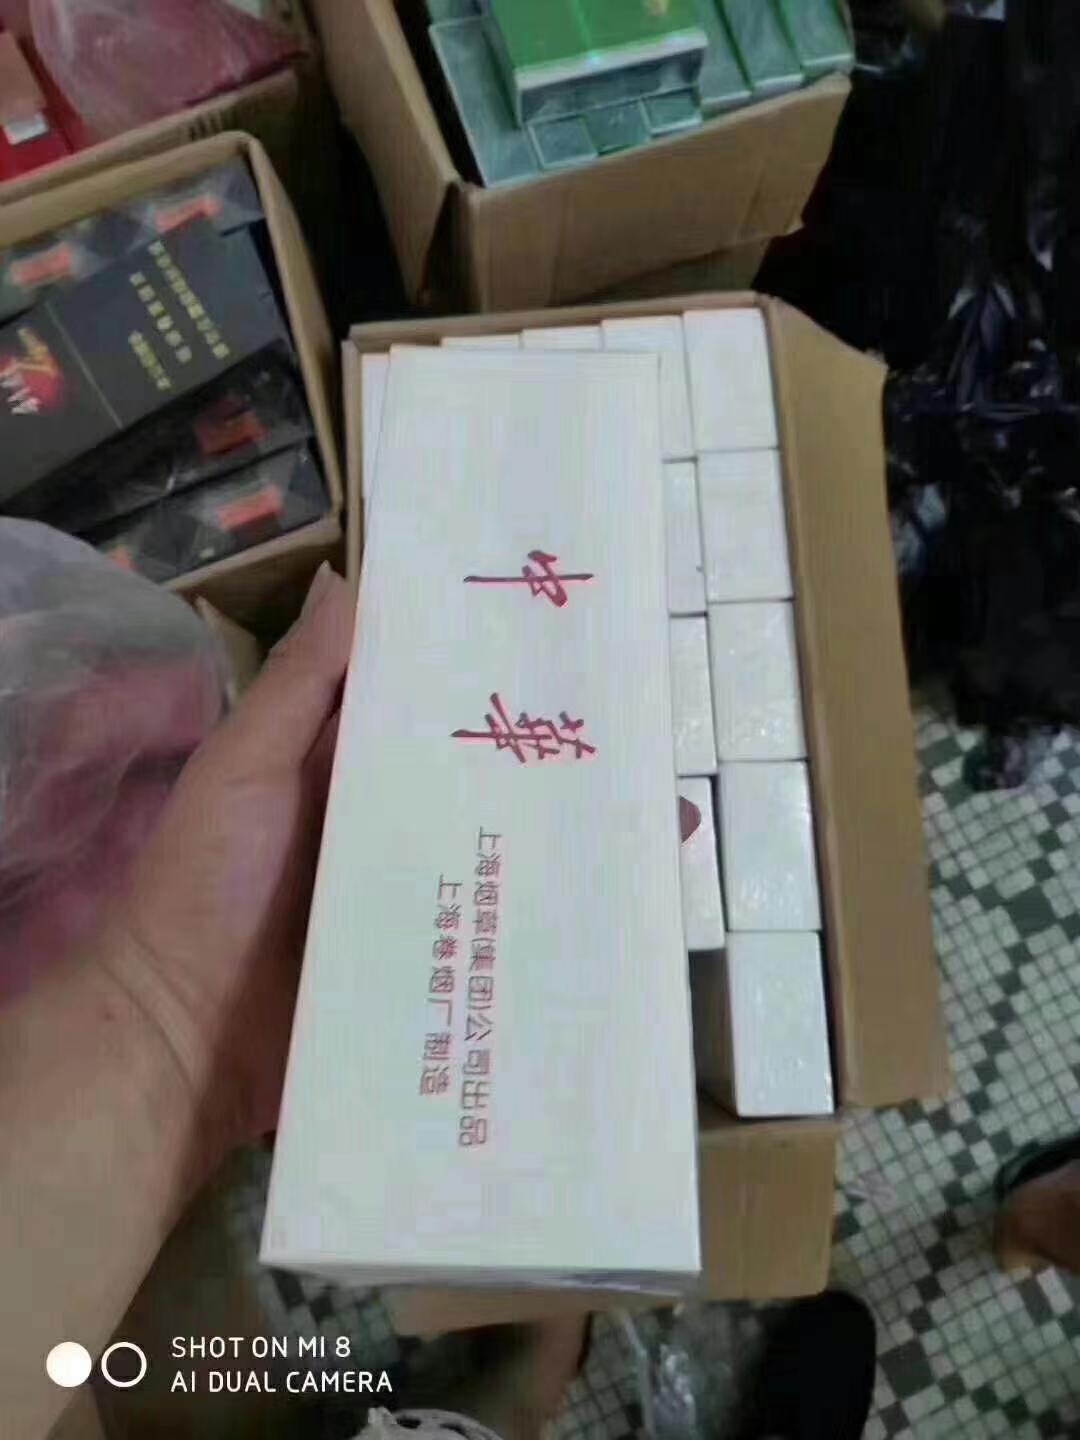 中華
上海烟草(集团)公司出品
上海卷烟厂制造
SHOT ON MI 8
AI DUAL CAMERA